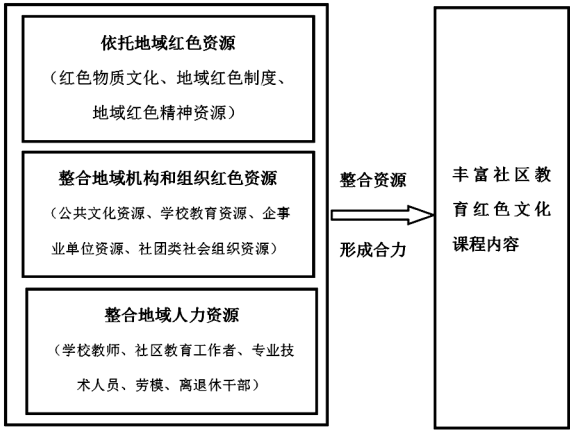 依托地域红色资源
（红色物质文化、地域红色制度、
地域红色精神资源）
整合地域机构和组织红色资源
（公共文化资源、学校教育资源、企事
业单位资源、社团类社会组织资源）
整合地域人力资源
（学校教师、社区教育工作者、专业技
术人员、劳模、离退休干部）
整合资源
形成合力
丰富社区教
育红色文化
课程内容